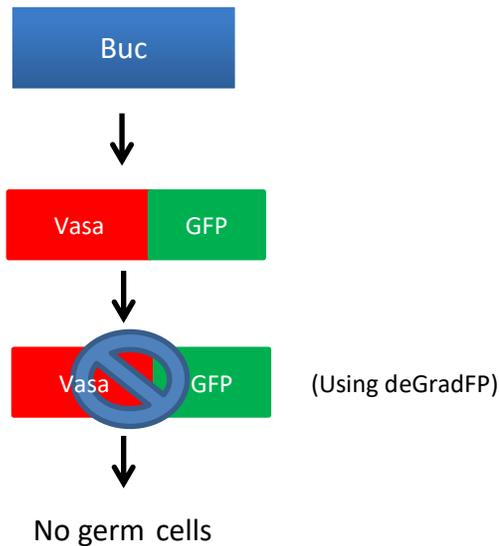 Buc
Vasa GFP
Vasa GFP (Using deGradFP)
No germ cells